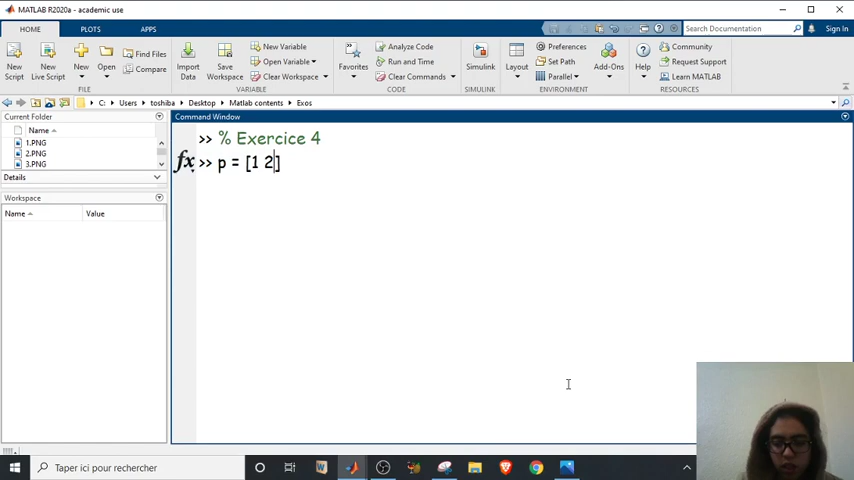 MATLAB R2020a - academic use
HOME PLOTS APPS Search Documentation Sign In
New Script
New Live Script
New
Open
Find Files
Compare
FILE
Import Data
Save Workspace
New Variable
Open Variable
Clear Workspace
VARIABLE
Favorites
Analyze Code
Run and Time
Clear Commands
CODE
Simulink
SIMULINK
Layout
Preferences
Set Path
Parallel
Add-Ons
ENVIRONMENT
Help
Community
Request Support
Learn MATLAB
RESOURCES
C: Users toshiba Desktop Matlab contents Exos
Current Folder
Name
1.PNG
2.PNG
3.PNG
Details
Workspace
Name Value
Command Window
>> % Exercice 4
fx >> p = [1 2]
Taper ici pour rechercher